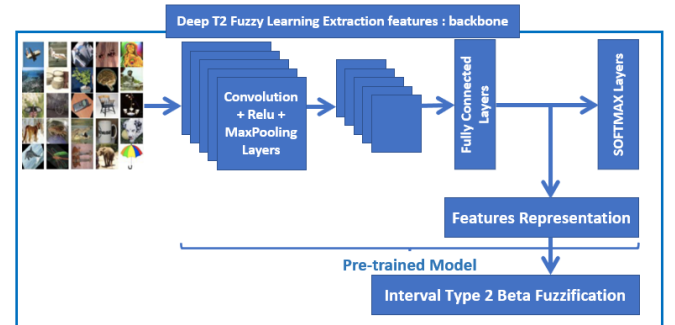 Deep T2 Fuzzy Learning Extraction features : backbone
Convolution
+ Relu +
MaxPooling
Layers
Fully Connected
Layers
SOFTMAX Layers
Features Representation
Pre-trained Model
Interval Type 2 Beta Fuzzification